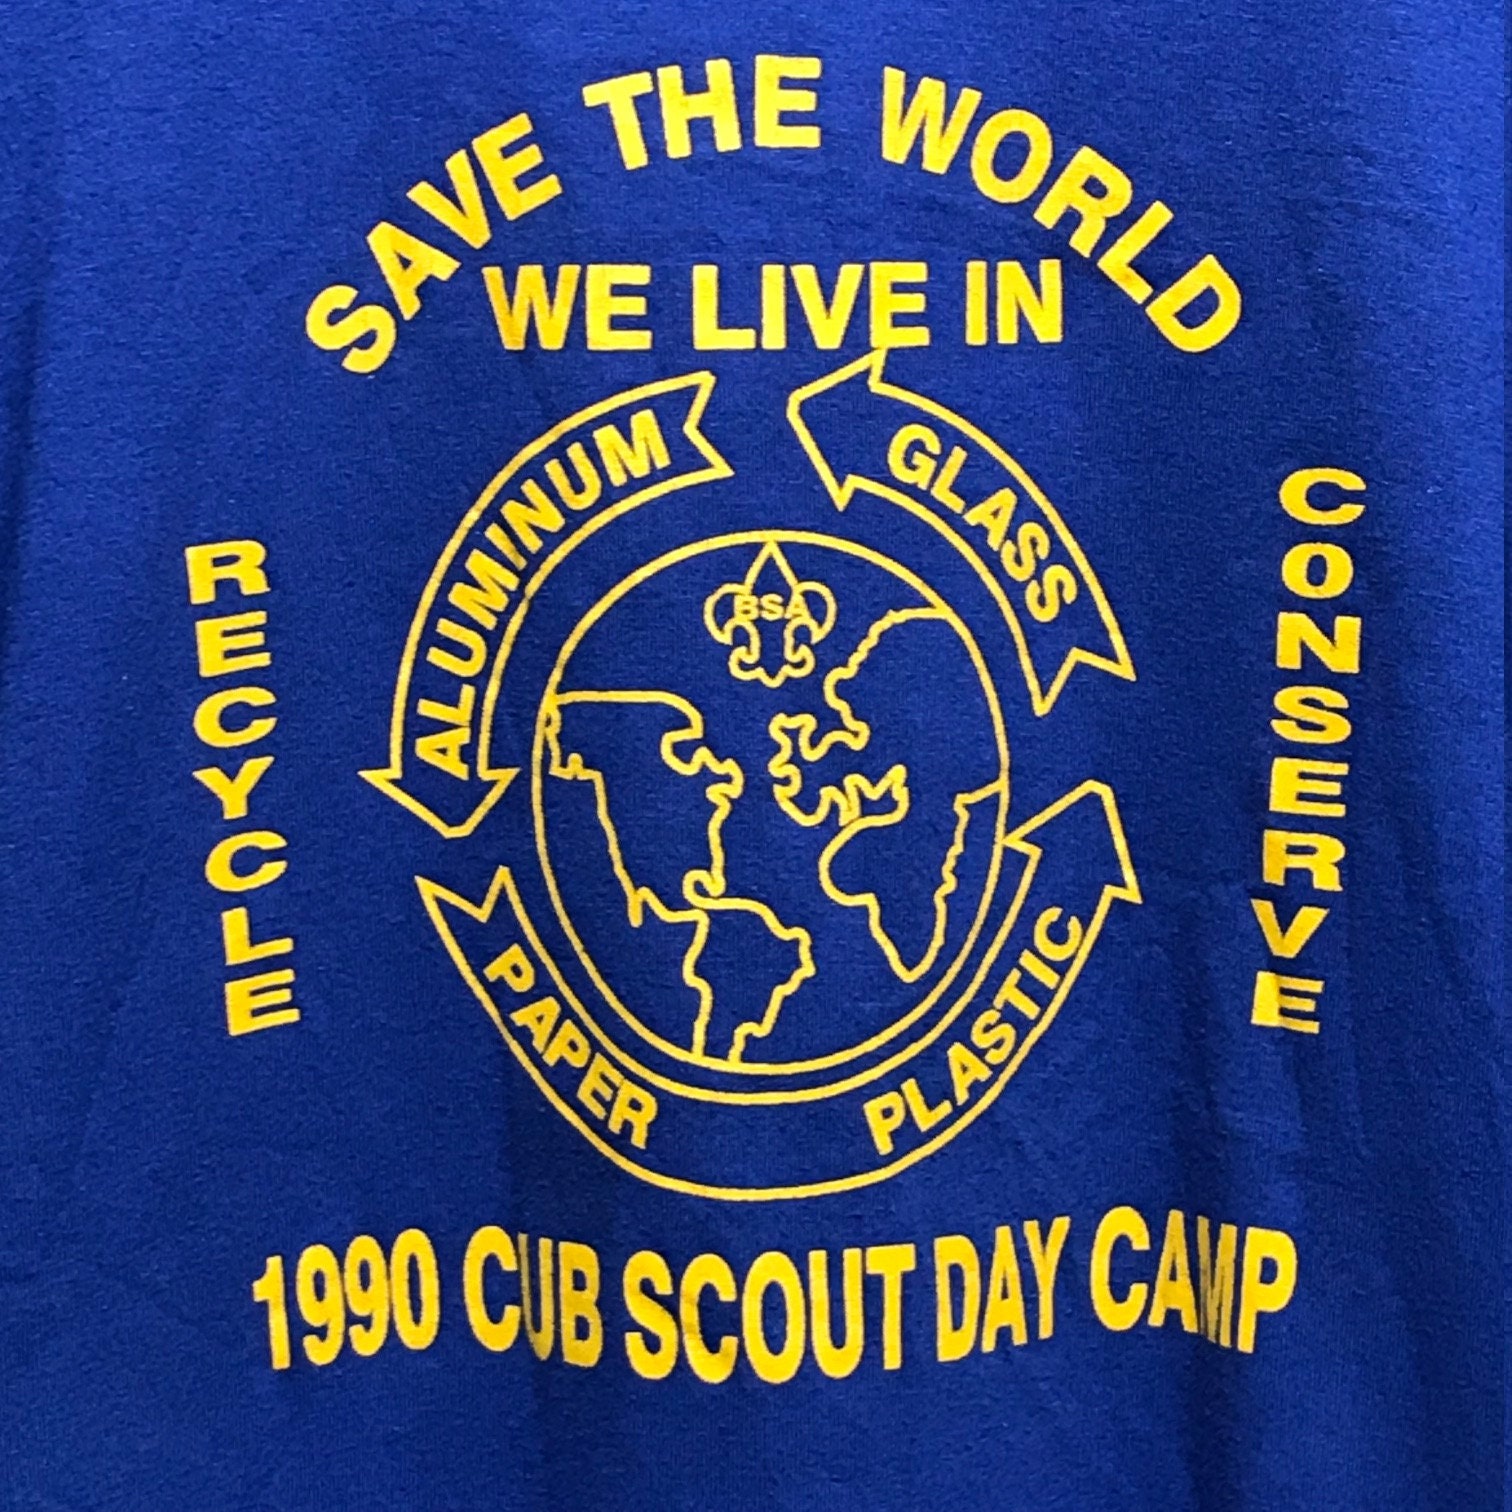 SAVE THE WORLD
WE LIVE IN
ALUMINUM
GLASS
BSA
RECYCLE
CONSERVE
PAPER
PLASTIC
1990 CUB SCOUT DAY CAMP